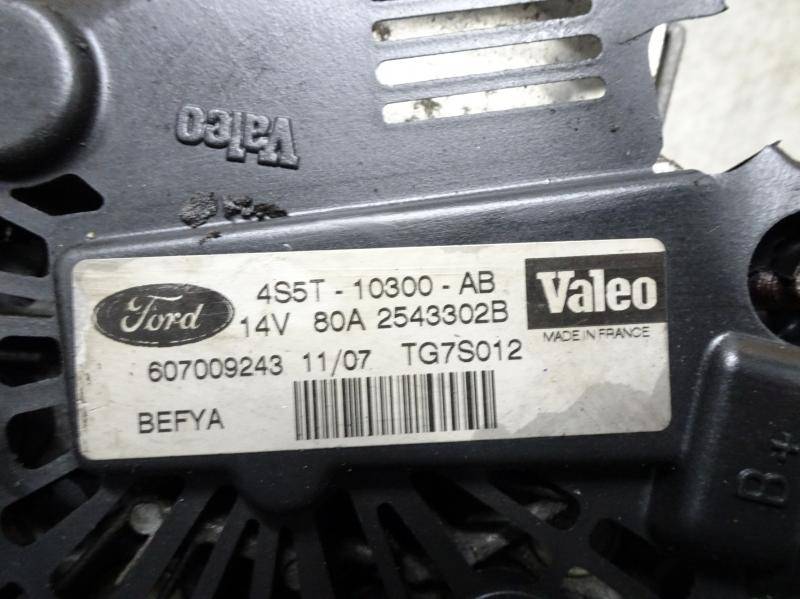 Valeo
Ford
4S5T - 10300 - AB
14V 80A 2543302B
Valeo
MADE IN FRANCE
607009243 11/07 TG7S012
BEFYA
B+